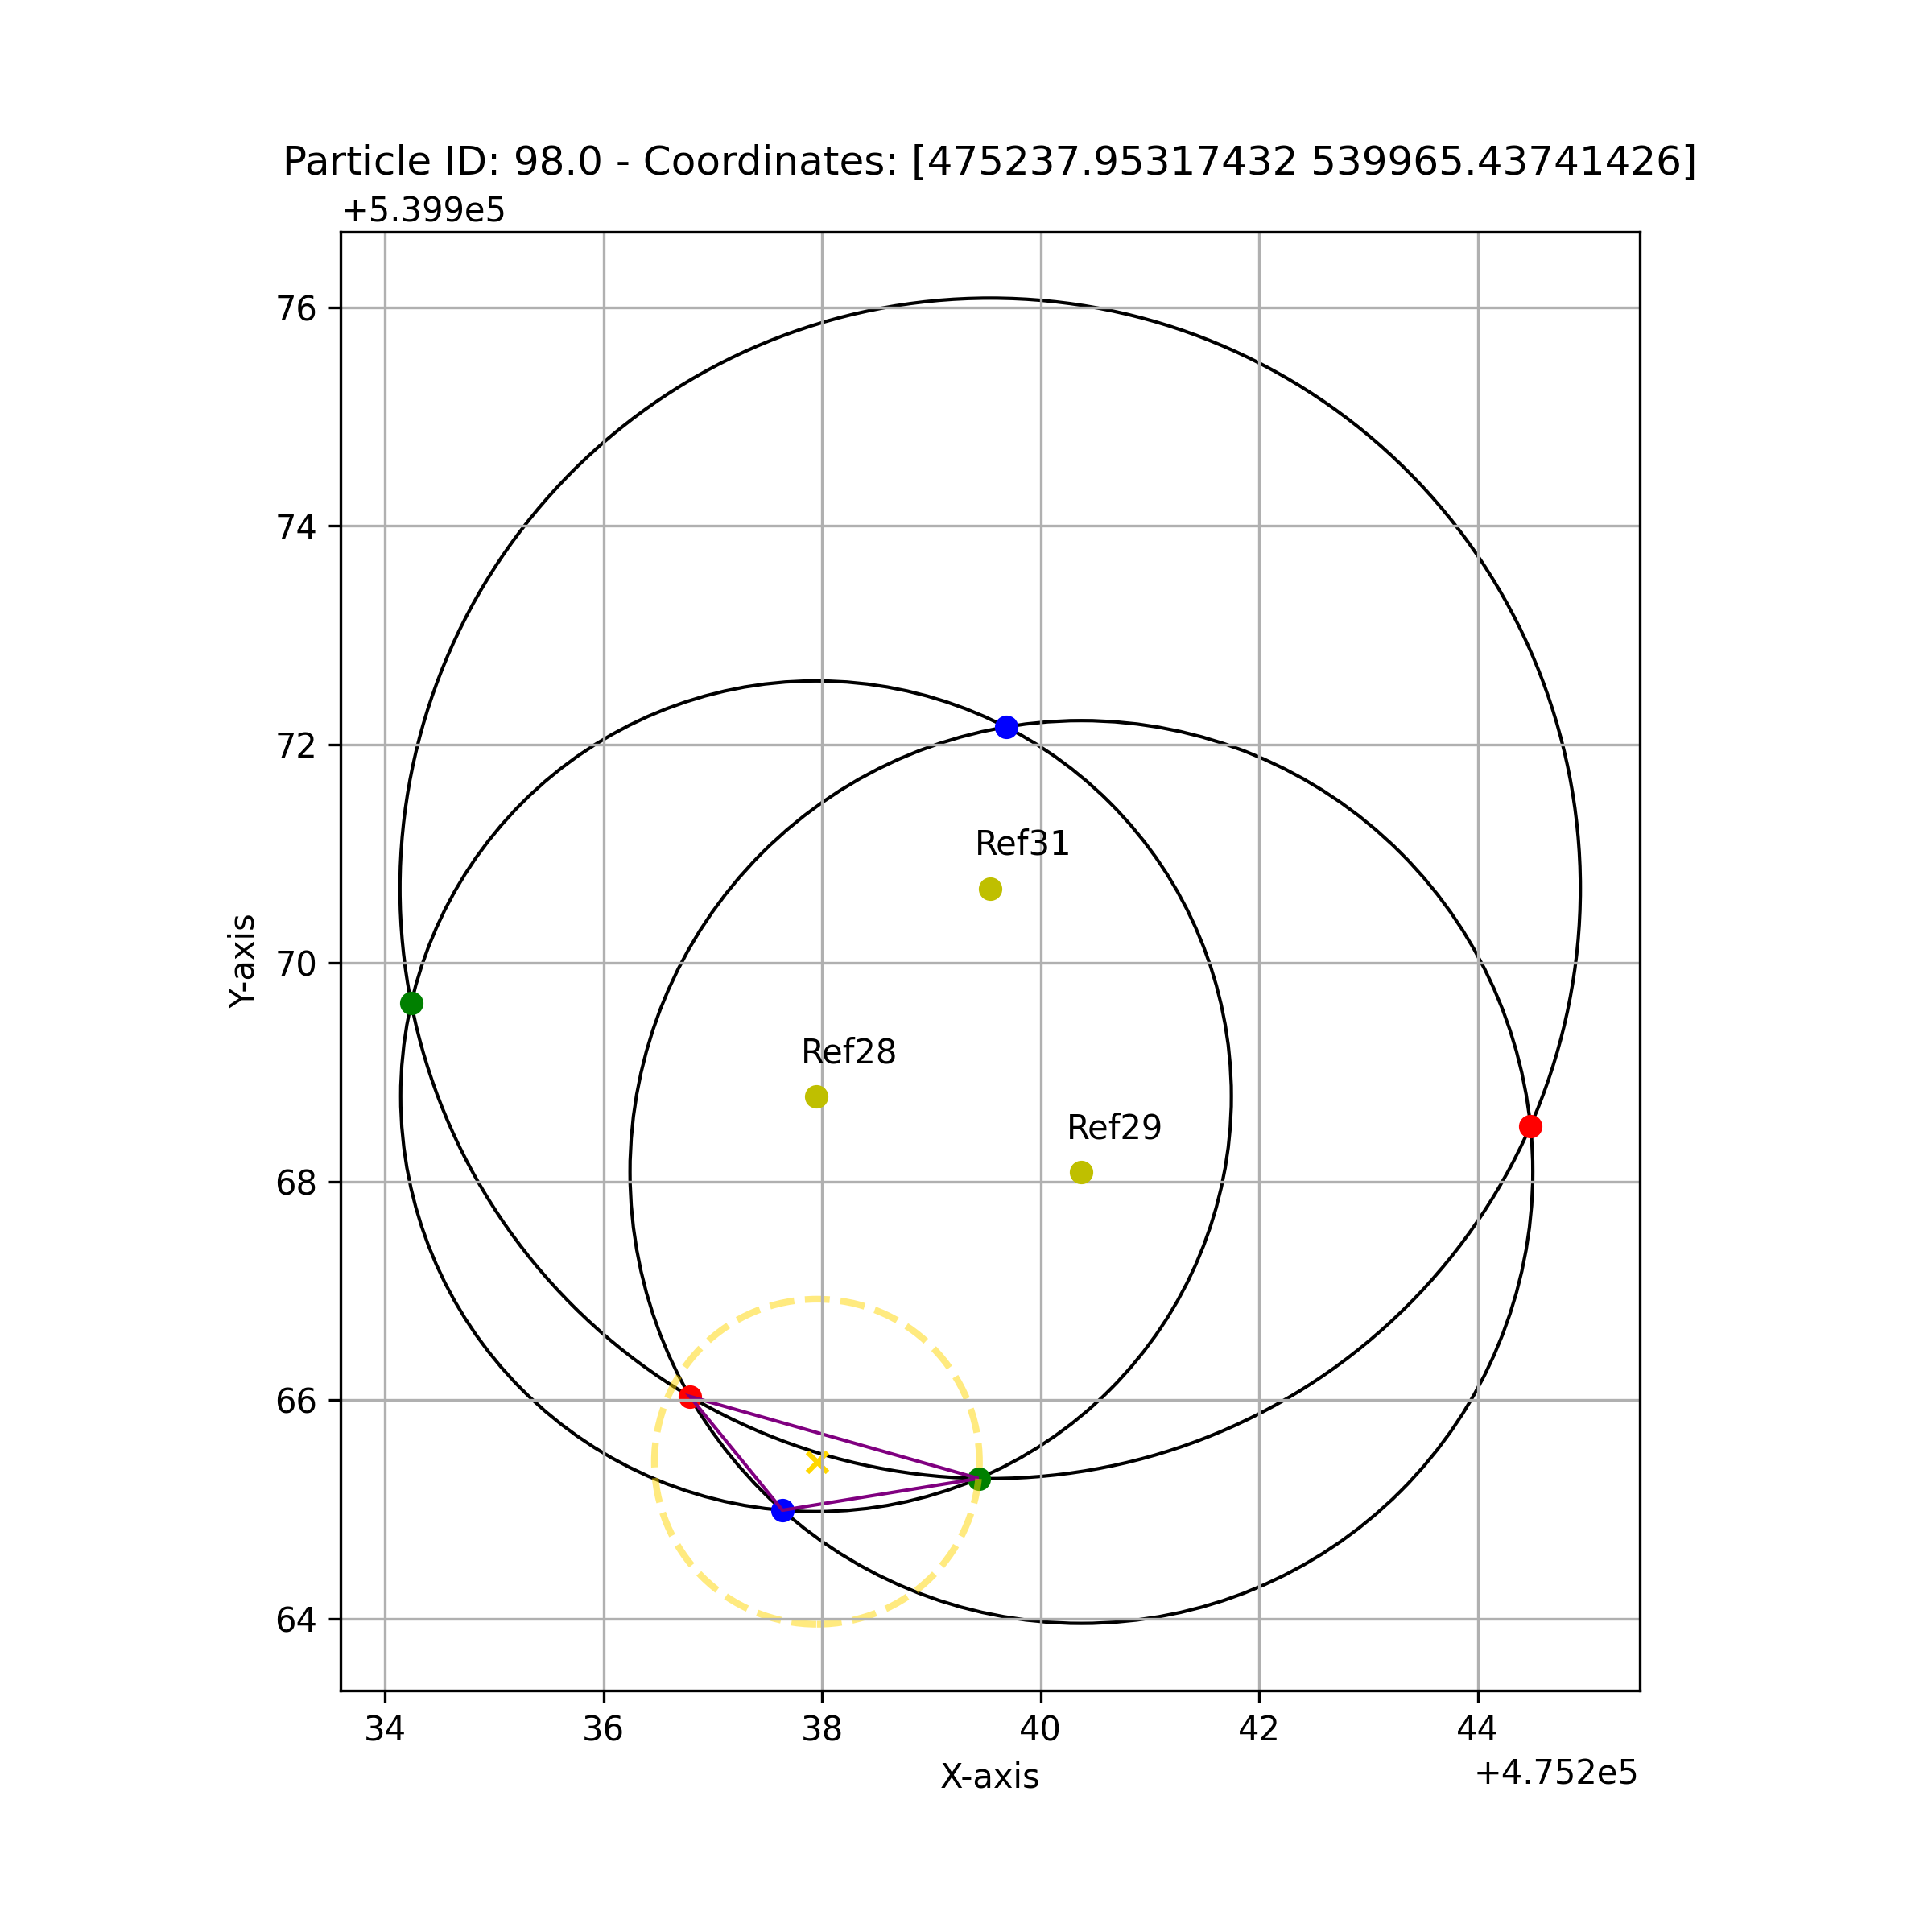 Particle ID: 98.0 - Coordinates: [475237.95317432 539965.43741426]
+5.399e5
76
74
72
70
68
66
64
Y-axis
Ref31
Ref28
Ref29
34 36 38 40 42 44
X-axis
+4.752e5